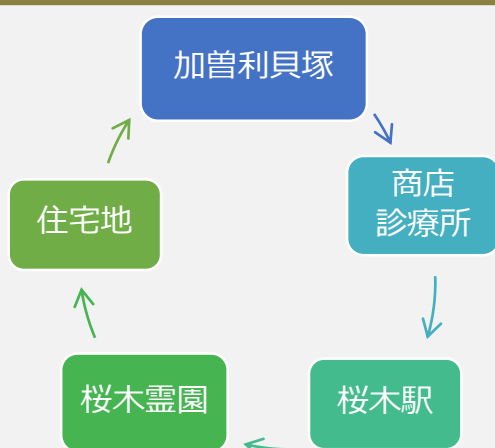 加曽利貝塚
商店
診療所
桜木駅
桜木霊園
住宅地